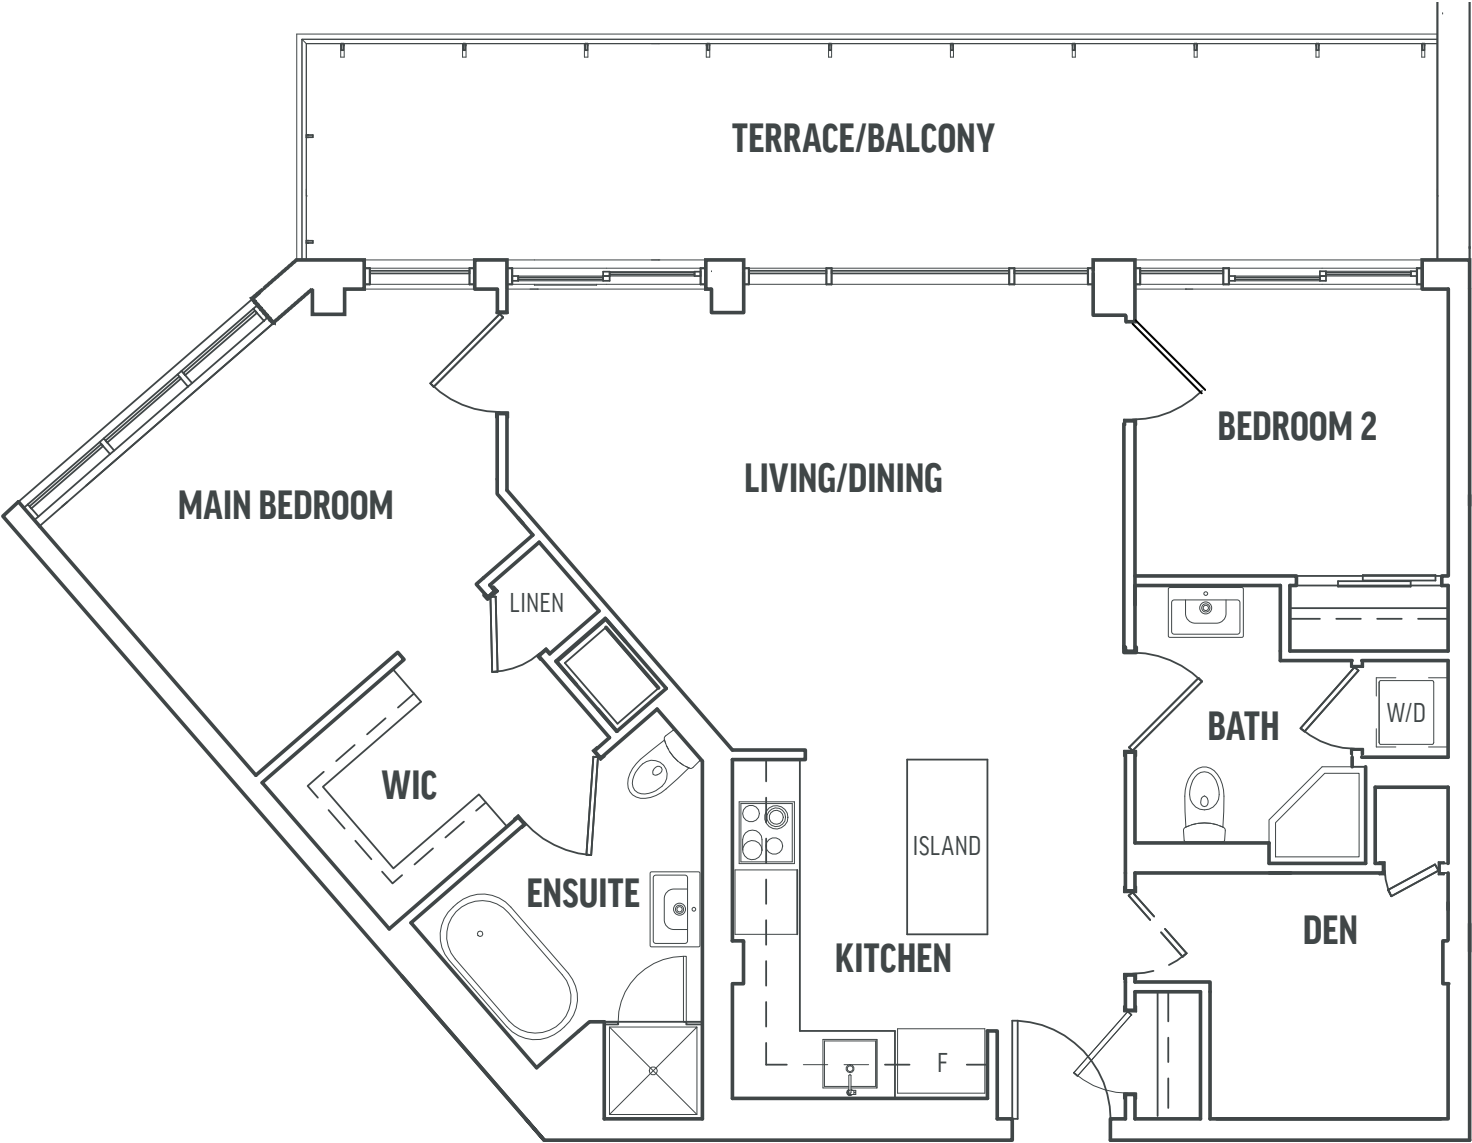 TERRACE/BALCONY
BEDROOM 2
LIVING/DINING
MAIN BEDROOM
LINEN
W/D
BATH
WIC
ISLAND
ENSUITE
DEN
KITCHEN
F